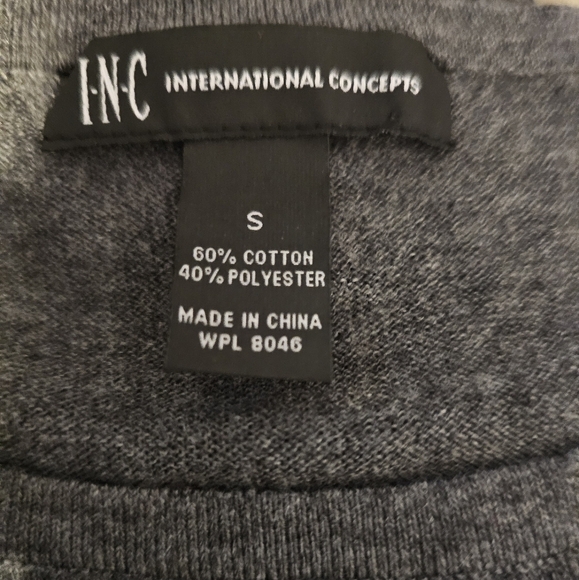 I·N·C INTERNATIONAL CONCEPTS
S
60% COTTON
40% POLYESTER
MADE IN CHINA
WPL 8046